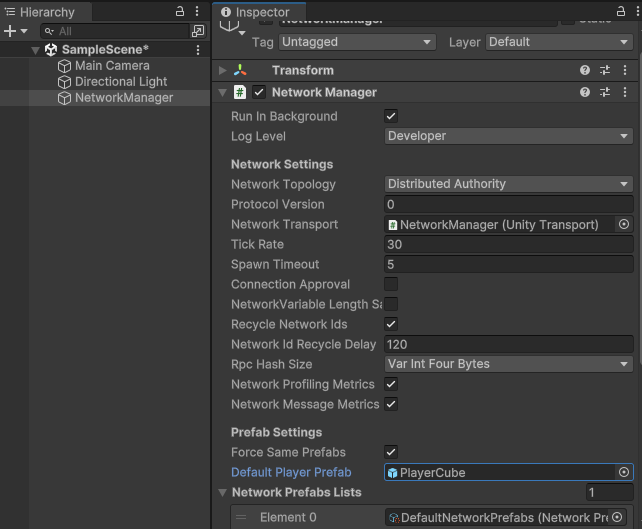 Hierarchy
All
SampleScene*
Main Camera
Directional Light
NetworkManager
Inspector
NetworkManager Static
Tag Untagged Layer Default
Transform
Network Manager
Run In Background
Log Level Developer
Network Settings
Network Topology Distributed Authority
Protocol Version 0
Network Transport NetworkManager (Unity Transport)
Tick Rate 30
Spawn Timeout 5
Connection Approval
NetworkVariable Length Sa
Recycle Network Ids
Network Id Recycle Delay 120
Rpc Hash Size Var Int Four Bytes
Network Profiling Metrics
Network Message Metrics
Prefab Settings
Force Same Prefabs
Default Player Prefab PlayerCube
Network Prefabs Lists 1
Element 0 DefaultNetworkPrefabs (Network Pre